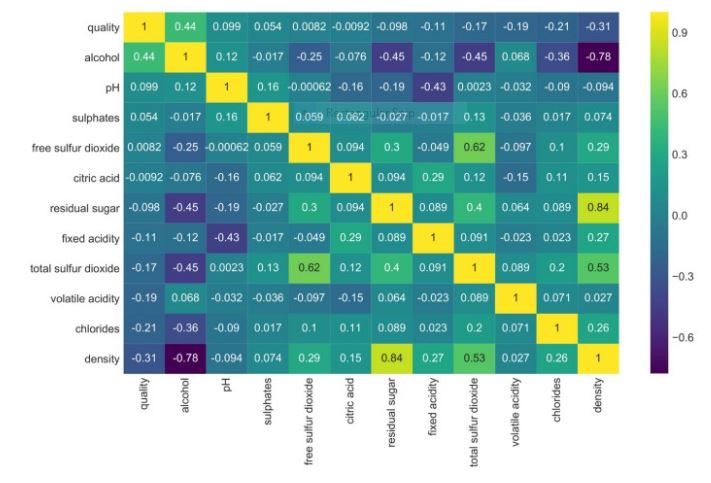 quality 1 0.44 0.099 0.054 0.0082 -0.0092 -0.098 -0.11 -0.17 -0.19 -0.21 -0.31
alcohol 0.44 1 0.12 -0.017 -0.25 -0.076 -0.45 -0.12 -0.45 0.068 -0.36 -0.78
pH 0.099 0.12 1 0.16 -0.00062 -0.16 -0.19 -0.43 0.0023 -0.032 -0.09 -0.094
sulphates 0.054 -0.017 0.16 1 0.059 0.062 -0.027 -0.017 0.13 -0.036 0.017 0.074
free sulfur dioxide 0.0082 -0.25 -0.00062 0.059 1 0.094 0.3 -0.049 0.62 -0.097 0.1 0.29
citric acid -0.0092 -0.076 -0.16 0.062 0.094 1 0.094 0.29 0.12 -0.15 0.11 0.15
residual sugar -0.098 -0.45 -0.19 -0.027 0.3 0.094 1 0.089 0.4 0.064 0.089 0.84
fixed acidity -0.11 -0.12 -0.43 -0.017 -0.049 0.29 0.089 1 0.091 -0.023 0.023 0.27
total sulfur dioxide -0.17 -0.45 0.0023 0.13 0.62 0.12 0.4 0.091 1 0.089 0.2 0.53
volatile acidity -0.19 0.068 -0.032 -0.036 -0.097 -0.15 0.064 -0.023 0.089 1 0.071 0.027
chlorides -0.21 -0.36 -0.09 0.017 0.1 0.11 0.089 0.023 0.2 0.071 1 0.26
density -0.31 -0.78 -0.094 0.074 0.29 0.15 0.84 0.27 0.53 0.027 0.26 1
quality
alcohol
pH
sulphates
free sulfur dioxide
citric acid
residual sugar
fixed acidity
total sulfur dioxide
volatile acidity
chlorides
density
0.9
0.6
0.3
0.0
−0.3
−0.6